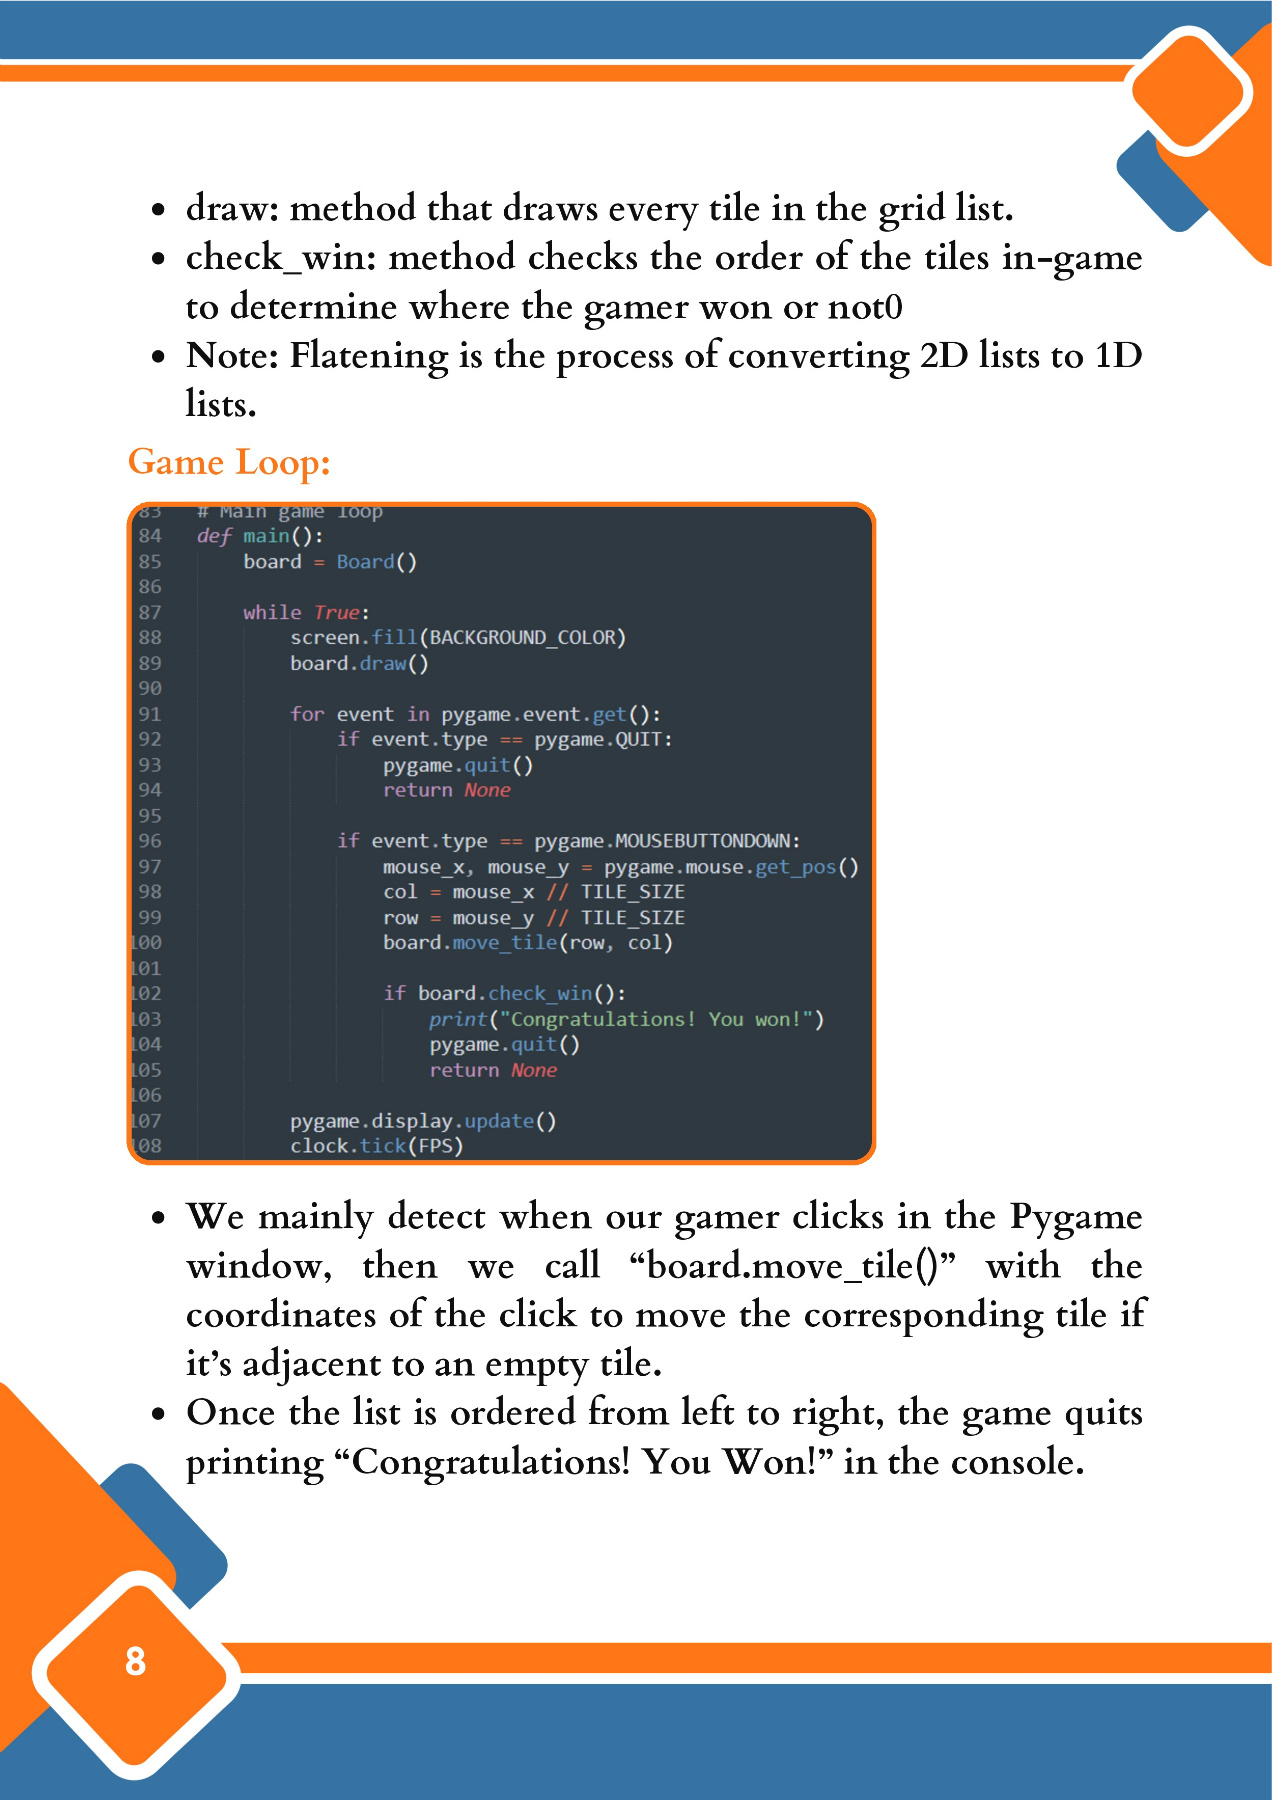 • draw: method that draws every tile in the grid list.
• check_win: method checks the order of the tiles in-game
to determine where the gamer won or not0
• Note: Flatening is the process of converting 2D lists to 1D
lists.
Game Loop:
83 # Main game loop
84 def main():
85 board = Board()
86
87 while True:
88 screen.fill(BACKGROUND_COLOR)
89 board.draw()
90
91 for event in pygame.event.get():
92 if event.type == pygame.QUIT:
93 pygame.quit()
94 return None
95
96 if event.type == pygame.MOUSEBUTTONDOWN:
97 mouse_x, mouse_y = pygame.mouse.get_pos()
98 col = mouse_x // TILE_SIZE
99 row = mouse_y // TILE_SIZE
100 board.move_tile(row, col)
101
102 if board.check_win():
103 print("Congratulations! You won!")
104 pygame.quit()
105 return None
106
107 pygame.display.update()
108 clock.tick(FPS)
• We mainly detect when our gamer clicks in the Pygame
window, then we call “board.move_tile()” with the
coordinates of the click to move the corresponding tile if
it’s adjacent to an empty tile.
• Once the list is ordered from left to right, the game quits
printing “Congratulations! You Won!” in the console.
8